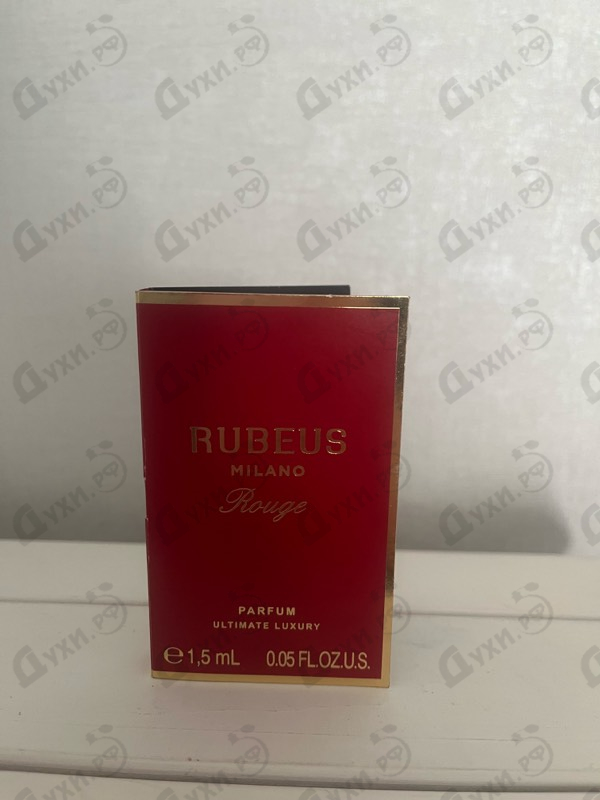 RUBEUS
MILANO
Rouge
PARFUM
ULTIMATE LUXURY
℮1,5 mL 0.05 FL.OZ.U.S.
Духи.рф